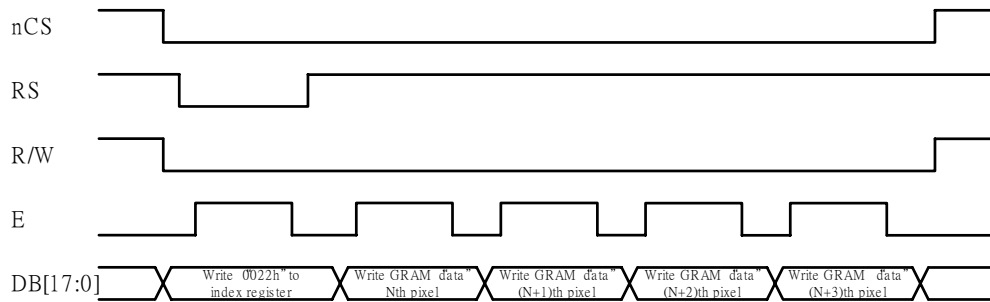 nCS
RS
R/W
E
DB[17:0]
Write "0022h" to
index register
Write GRAM "data"
Nth pixel
Write GRAM "data"
(N+1)th pixel
Write GRAM "data"
(N+2)th pixel
Write GRAM "data"
(N+3)th pixel